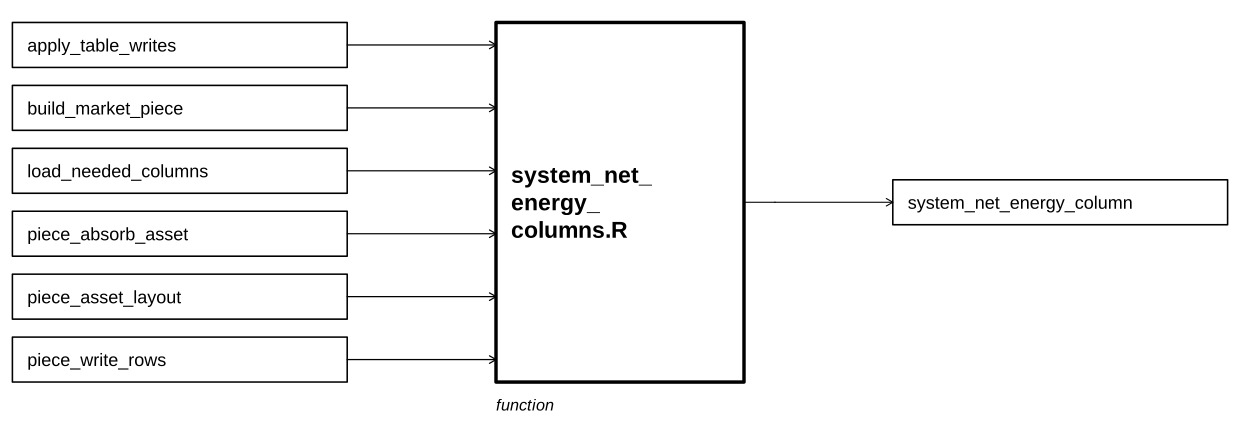 apply_table_writes
build_market_piece
load_needed_columns
piece_absorb_asset
piece_asset_layout
piece_write_rows
system_net_
energy_
columns.R
function
system_net_energy_column